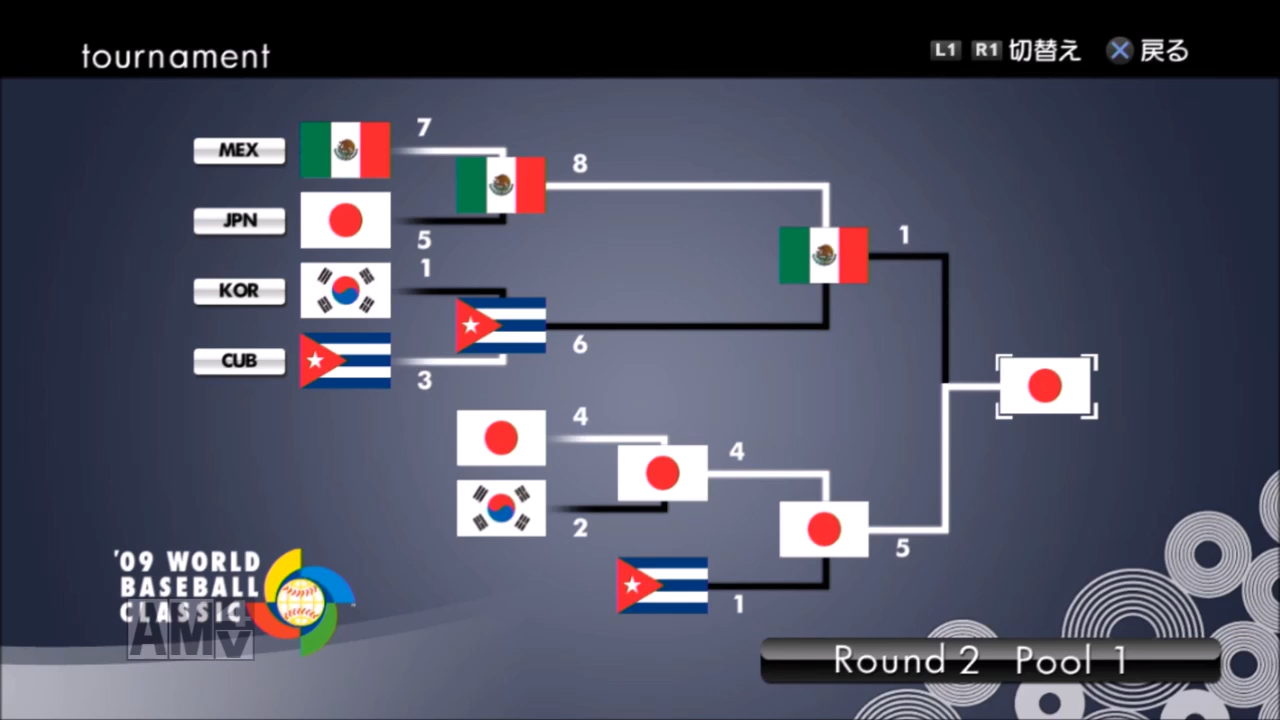 tournament
L1 R1 切替え × 戻る
MEX 7
8
JPN 5
1
KOR 1
CUB 3
6
4
4
2
5
1
'09 WORLD
BASEBALL
CLASSIC
AMV
Round 2 Pool 1